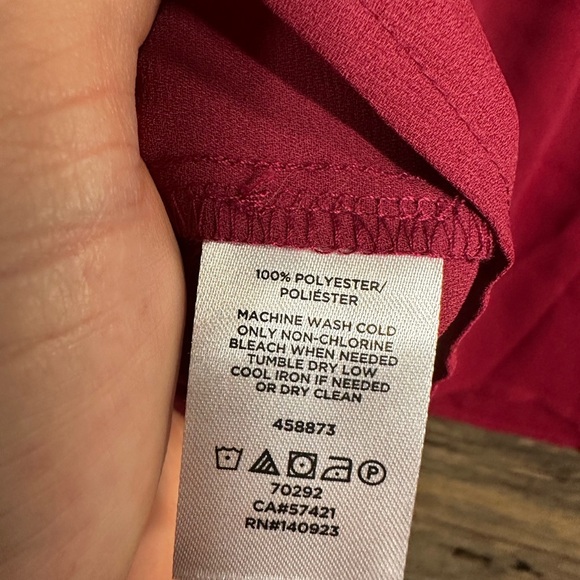 100% POLYESTER/
POLIÉSTER
MACHINE WASH COLD
ONLY NON-CHLORINE
BLEACH WHEN NEEDED
TUMBLE DRY LOW
COOL IRON IF NEEDED
OR DRY CLEAN
458873
P
70292
CA#57421
RN#140923